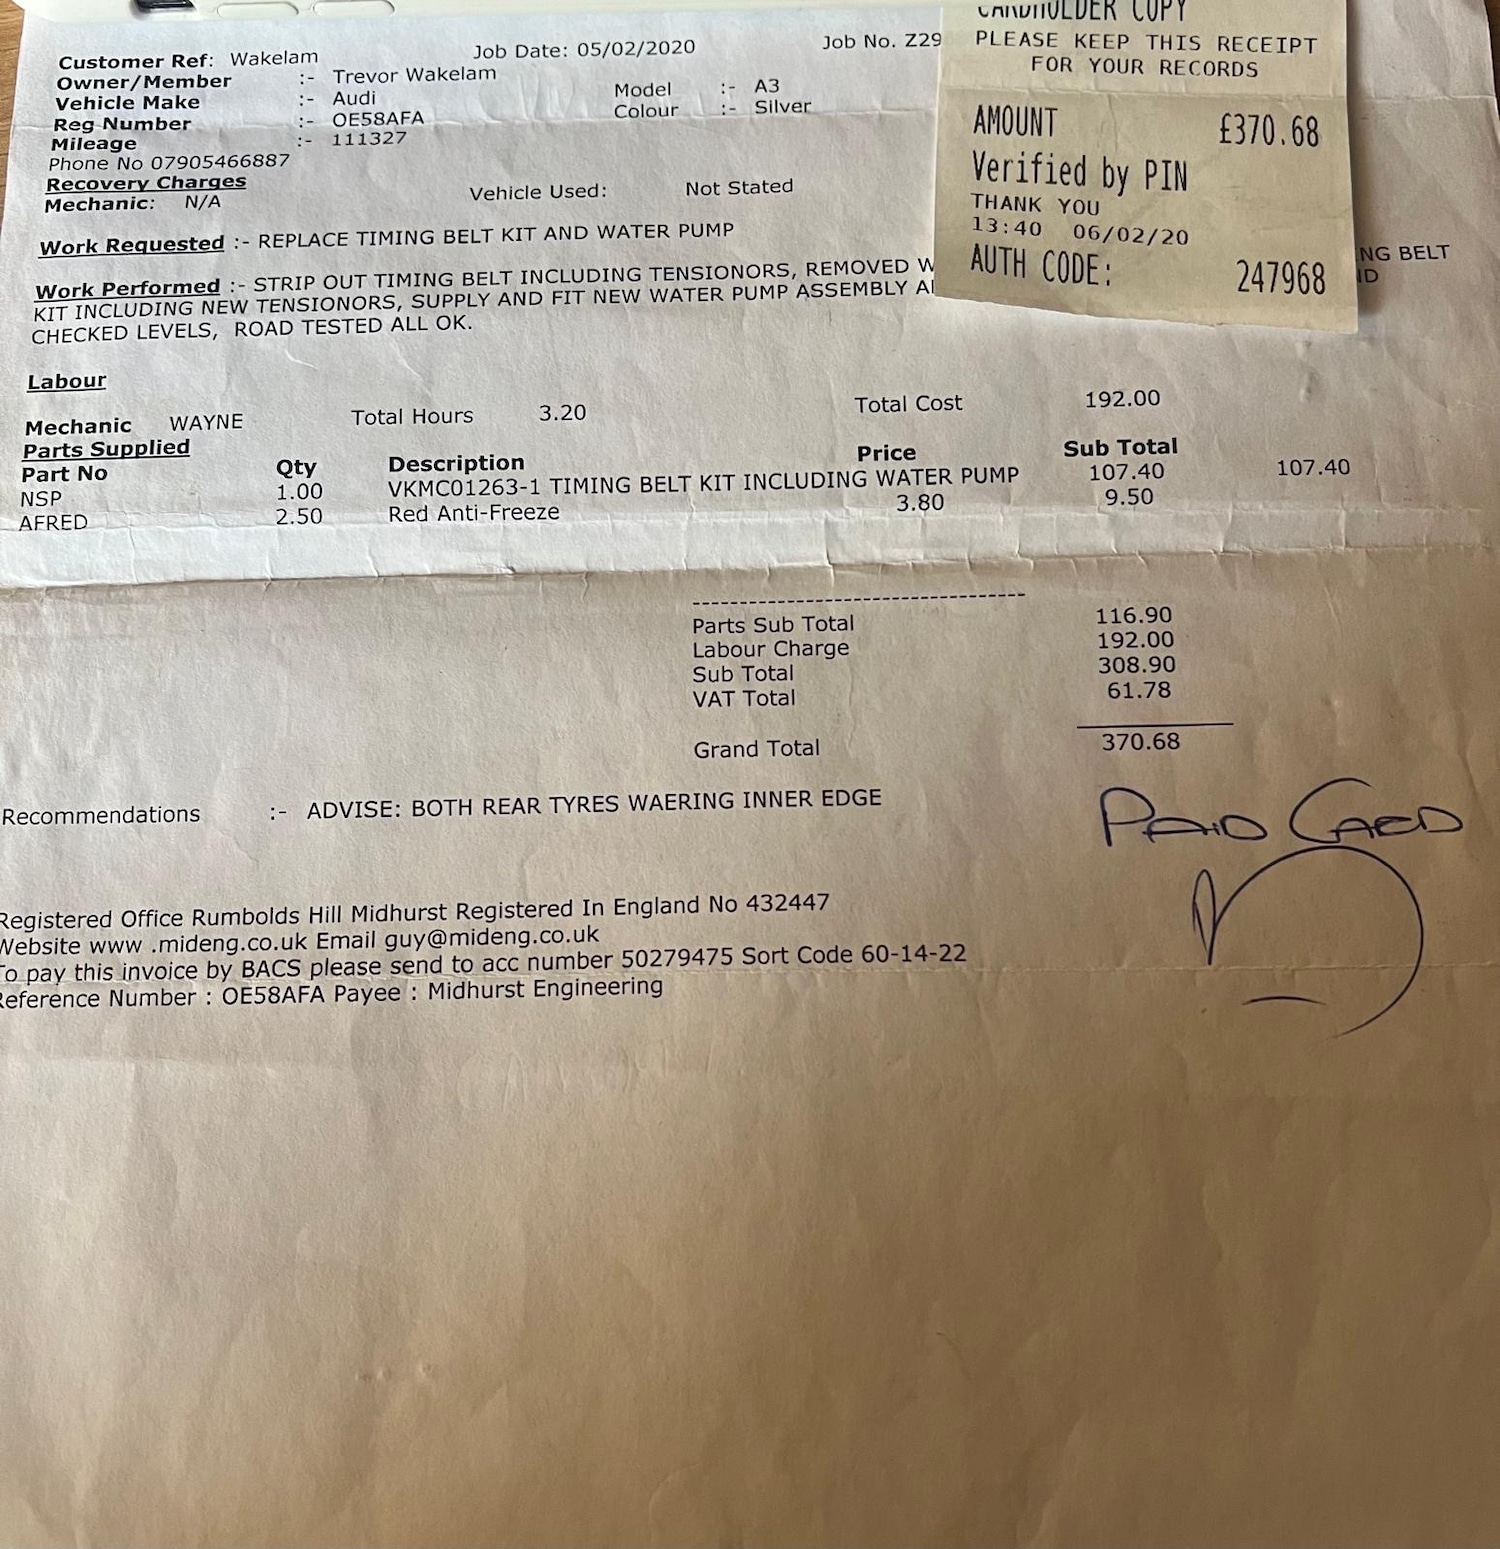 Customer Ref: Wakelam Job Date: 05/02/2020 Job No. Z29
Owner/Member :- Trevor Wakelam
Vehicle Make :- Audi Model :- A3
Reg Number :- OE58AFA Colour :- Silver
Mileage :- 111327
Phone No 07905466887
Recovery Charges
Mechanic: N/A Vehicle Used: Not Stated
Work Requested :- REPLACE TIMING BELT KIT AND WATER PUMP
Work Performed :- STRIP OUT TIMING BELT INCLUDING TENSIONORS, REMOVED W NG BELT
KIT INCLUDING NEW TENSIONORS, SUPPLY AND FIT NEW WATER PUMP ASSEMBLY A ND
CHECKED LEVELS, ROAD TESTED ALL OK.
CARDHOLDER COPY
PLEASE KEEP THIS RECEIPT
FOR YOUR RECORDS
AMOUNT £370.68
Verified by PIN
THANK YOU
13:40 06/02/20
AUTH CODE: 247968
Labour
Mechanic WAYNE Total Hours 3.20 Total Cost 192.00
Parts Supplied
Part No Qty Description Price Sub Total
NSP 1.00 VKMC01263-1 TIMING BELT KIT INCLUDING WATER PUMP 107.40 107.40
AFRED 2.50 Red Anti-Freeze 3.80 9.50
Parts Sub Total 116.90
Labour Charge 192.00
Sub Total 308.90
VAT Total 61.78
Grand Total 370.68
Recommendations :- ADVISE: BOTH REAR TYRES WAERING INNER EDGE
PAID CARD
Registered Office Rumbolds Hill Midhurst Registered In England No 432447
Website www .mideng.co.uk Email guy@mideng.co.uk
To pay this invoice by BACS please send to acc number 50279475 Sort Code 60-14-22
Reference Number : OE58AFA Payee : Midhurst Engineering